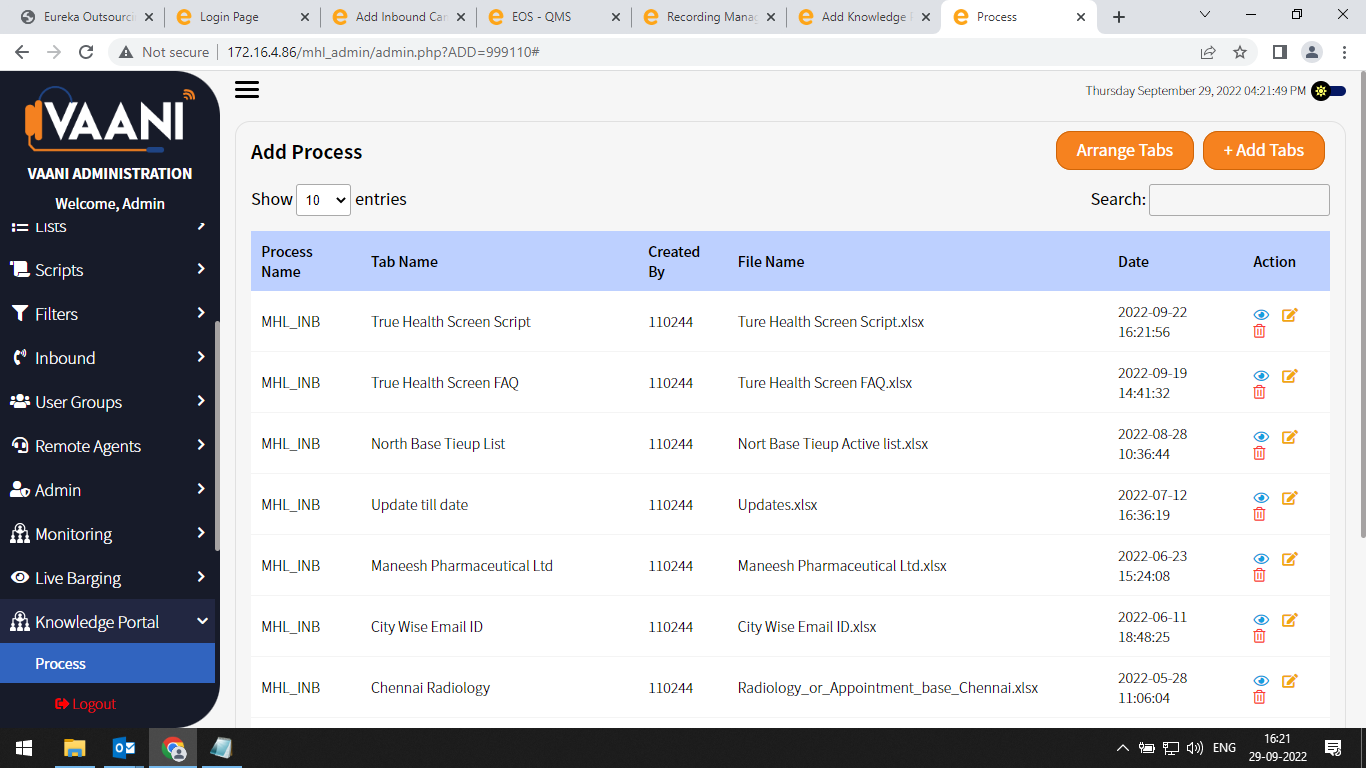 Eureka Outsourci
Login Page
Add Inbound Car
EOS - QMS
Recording Manag
Add Knowledge P
Process
Not secure
172.16.4.86/mhl_admin/admin.php?ADD=999110#
VAANI
VAANI ADMINISTRATION
Welcome, Admin
Lists
Scripts
Filters
Inbound
User Groups
Remote Agents
Admin
Monitoring
Live Barging
Knowledge Portal
Process
Logout
Thursday September 29, 2022 04:21:49 PM
Add Process
Arrange Tabs
+ Add Tabs
Show 10 entries
Search:
Process Name Tab Name Created By File Name Date Action
MHL_INB True Health Screen Script 110244 Ture Health Screen Script.xlsx 2022-09-22 16:21:56
MHL_INB True Health Screen FAQ 110244 Ture Health Screen FAQ.xlsx 2022-09-19 14:41:32
MHL_INB North Base Tieup List 110244 Nort Base Tieup Active list.xlsx 2022-08-28 10:36:44
MHL_INB Update till date 110244 Updates.xlsx 2022-07-12 16:36:19
MHL_INB Maneesh Pharmaceutical Ltd 110244 Maneesh Pharmaceutical Ltd.xlsx 2022-06-23 15:24:08
MHL_INB City Wise Email ID 110244 City Wise Email ID.xlsx 2022-06-11 18:48:25
MHL_INB Chennai Radiology 110244 Radiology_or_Appointment_base_Chennai.xlsx 2022-05-28 11:06:04
ENG
16:21
29-09-2022